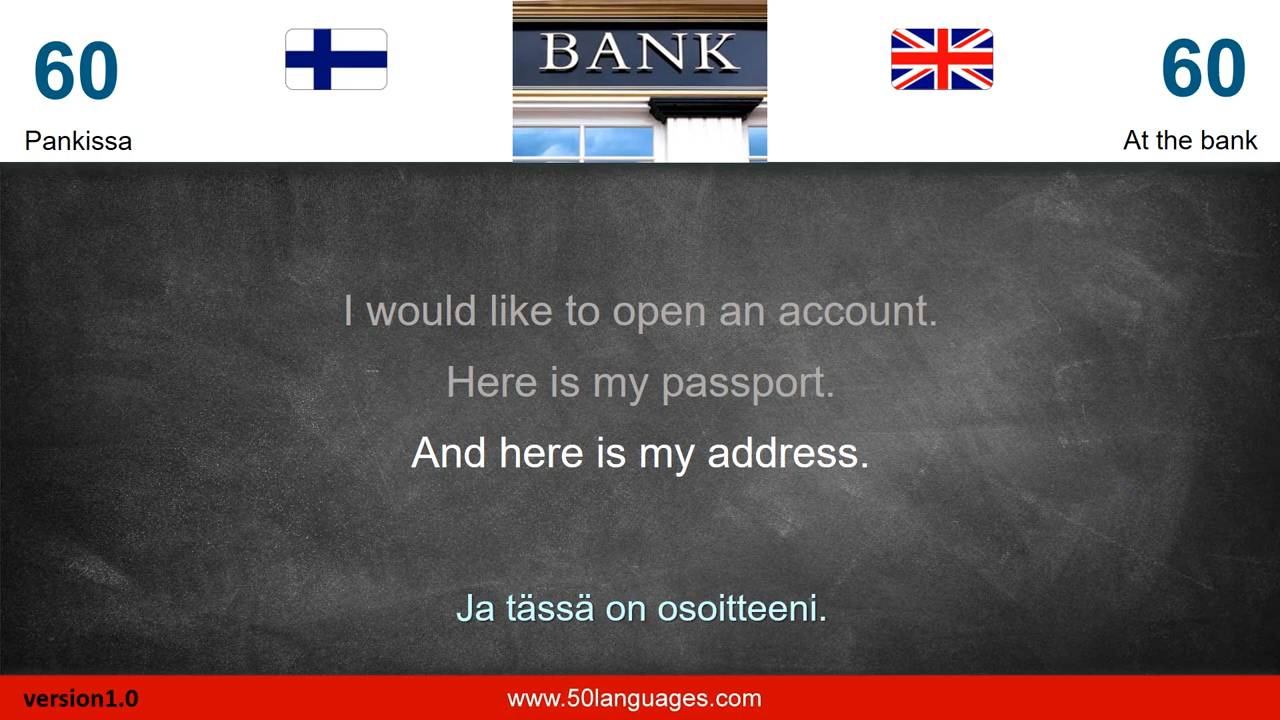 60
BANK
60
Pankissa
At the bank
I would like to open an account.
Here is my passport.
And here is my address.
Ja tässä on osoitteeni.
version1.0
www.50languages.com